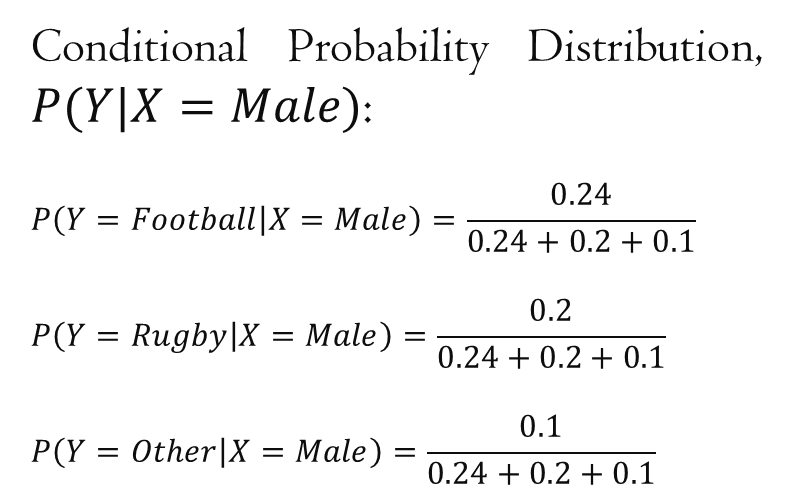 Conditional Probability Distribution,
P(Y|X = Male):
P(Y = Football|X = Male) = 0.24 / (0.24 + 0.2 + 0.1)
P(Y = Rugby|X = Male) = 0.2 / (0.24 + 0.2 + 0.1)
P(Y = Other|X = Male) = 0.1 / (0.24 + 0.2 + 0.1)